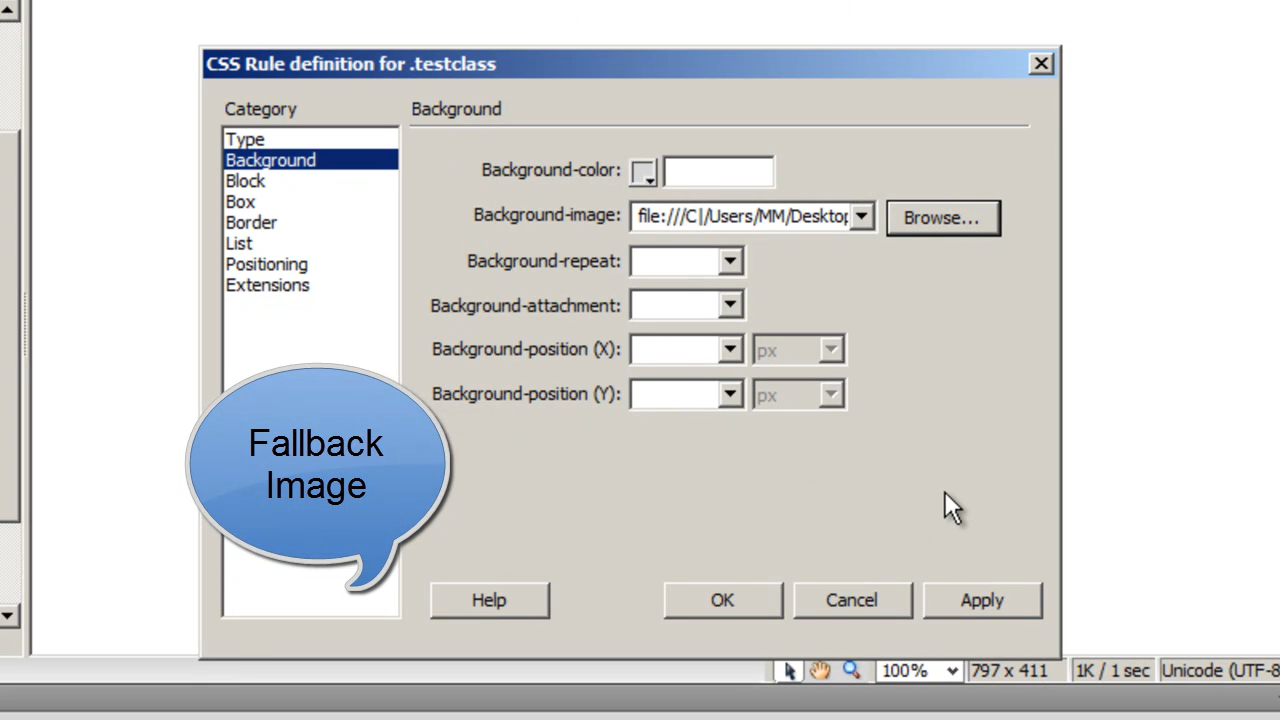 CSS Rule definition for .testclass
Category
Background
Type
Background
Block
Box
Border
List
Positioning
Extensions
Background-color:
Background-image: file:///C|/Users/MM/Desktop Browse...
Background-repeat:
Background-attachment:
Background-position (X): px
Background-position (Y): px
Fallback
Image
Help OK Cancel Apply
100% 797 x 411 1K / 1 sec Unicode (UTF-8